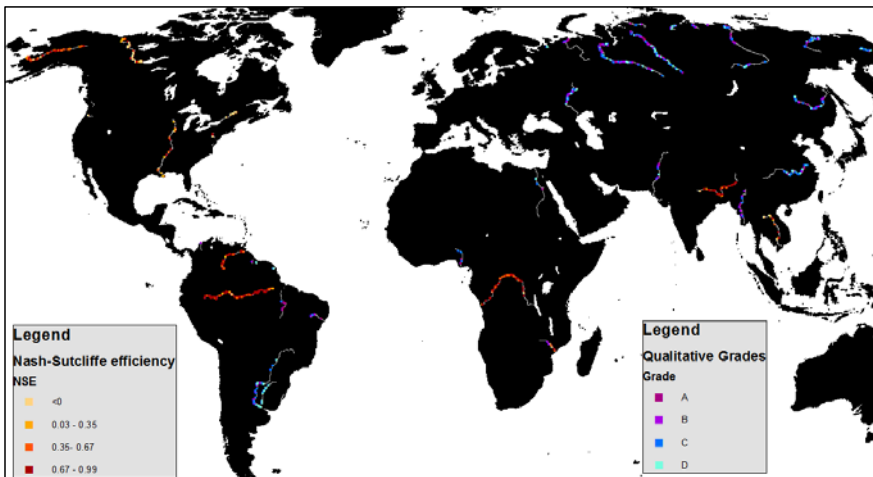 Legend
Nash-Sutcliffe efficiency
NSE
<0
0.03 - 0.35
0.35- 0.67
0.67 - 0.99
Legend
Qualitative Grades
Grade
A
B
C
D